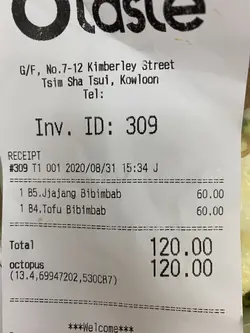 O taste
G/F, No.7-12 Kimberley Street
Tsim Sha Tsui, Kowloon
Tel:
Inv. ID: 309
RECEIPT
#309 T1 001 2020/08/31 15:34 J
1 B5.Jjajang Bibimbab 60.00
1 B4.Tofu Bibimbab 60.00
Total 120.00
octopus 120.00
(13.4,69947202,530CB7)
***Welcome***